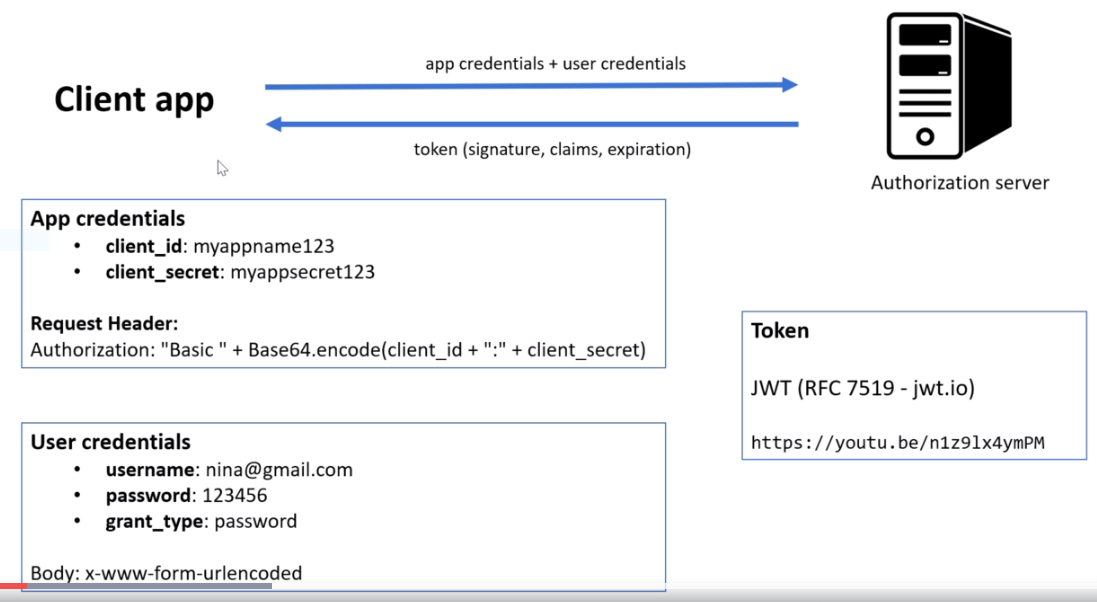 app credentials + user credentials
Client app
token (signature, claims, expiration)
Authorization server
App credentials
• client_id: myappname123
• client_secret: myappsecret123
Request Header:
Authorization: "Basic " + Base64.encode(client_id + ":" + client_secret)
Token
JWT (RFC 7519 - jwt.io)
https://youtu.be/n1z9lx4ymPM
User credentials
• username: nina@gmail.com
• password: 123456
• grant_type: password
Body: x-www-form-urlencoded